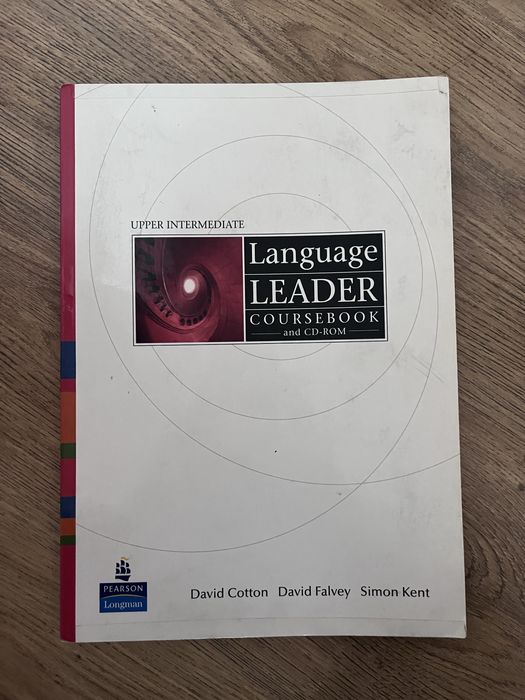 UPPER INTERMEDIATE
Language
LEADER
COURSEBOOK
and CD-ROM
PEARSON
Longman
David Cotton David Falvey Simon Kent